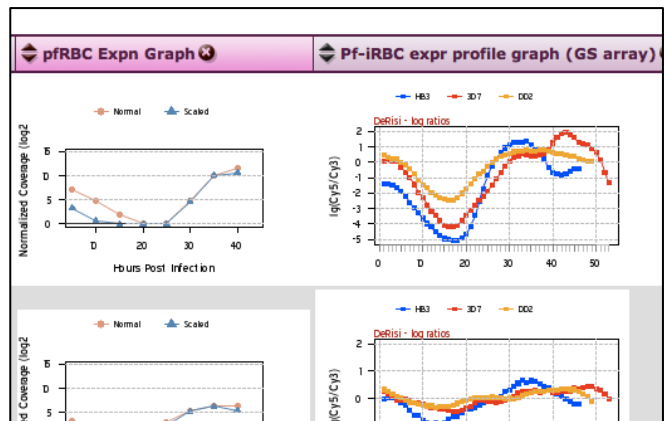 pfRBC Expn Graph
Pf-iRBC expr profile graph (GS array)
Normal Scaled
Normalized Coverage (log2
15
10
5
0
10 20 30 40
Hours Post Infection
HB3 3D7 DD2
DeRisi - log ratios
lg(Cy5/Cy3)
2
1
0
-1
-2
-3
-4
-5
0 10 20 30 40 50
Normal Scaled
ed Coverage (log2
15
10
5
HB3 3D7 DD2
DeRisi - log ratios
(Cy5/Cy3)
2
1
0